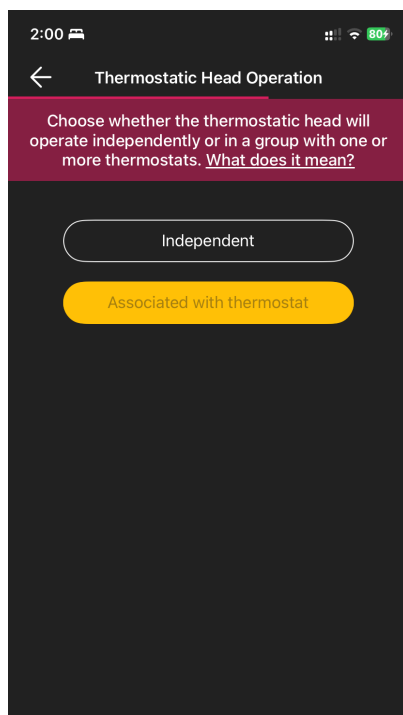 2:00
80
Thermostatic Head Operation
Choose whether the thermostatic head will
operate independently or in a group with one or
more thermostats. What does it mean?
Independent
Associated with thermostat